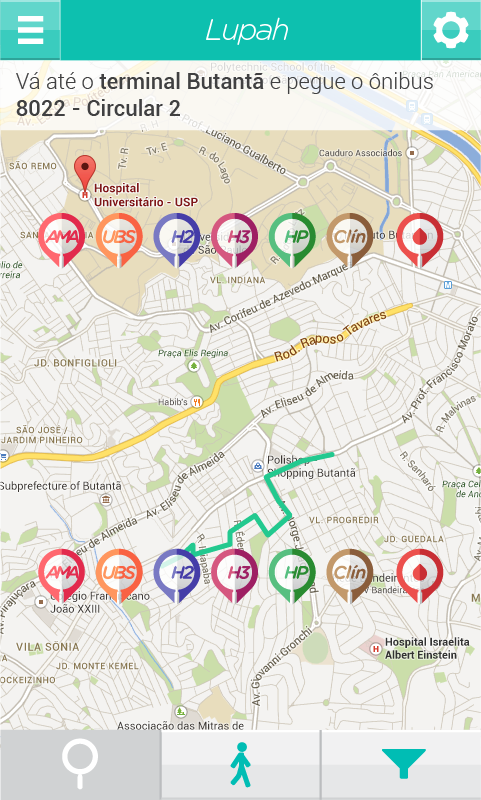 Lupah
Vá até o terminal Butantã e pegue o ônibus
8022 - Circular 2
Polytechnic School of the
Praça Pan America
Prof. Luciano Gualberto
Tv. R
Tv. E
R. do Lago
Cauduro Associados
SÃO REMO
Hospital
Universitário - USP
AMA UBS H2 H3 HP Clín
VL. INDIANA
Av. Corifeu de Azevedo Marques
Rod. Raposo Tavares
Av. Prof. Francisco Morato
Praça Elis Regina
JD. BONFIGLIOLI
Av. Eliseu de Almeida
Habib's
R. Malvinas
SÃO JOSÉ /
JARDIM PINHEIRO
Polishop
Shopping Butantã
R. Sanharó
Subprefecture of Butantã
Av. Eliseu de Almeida
VL. PROGREDIR
JD. GUEDALA
AMA UBS H2 H3 HP Clín
Av. Pirajuçara
João XXIII
VILA SÔNIA
Av. Giovanni Gronchi
Hospital Israelita
Albert Einstein
JD. MONTE KEMEL
Associação das Mitras de